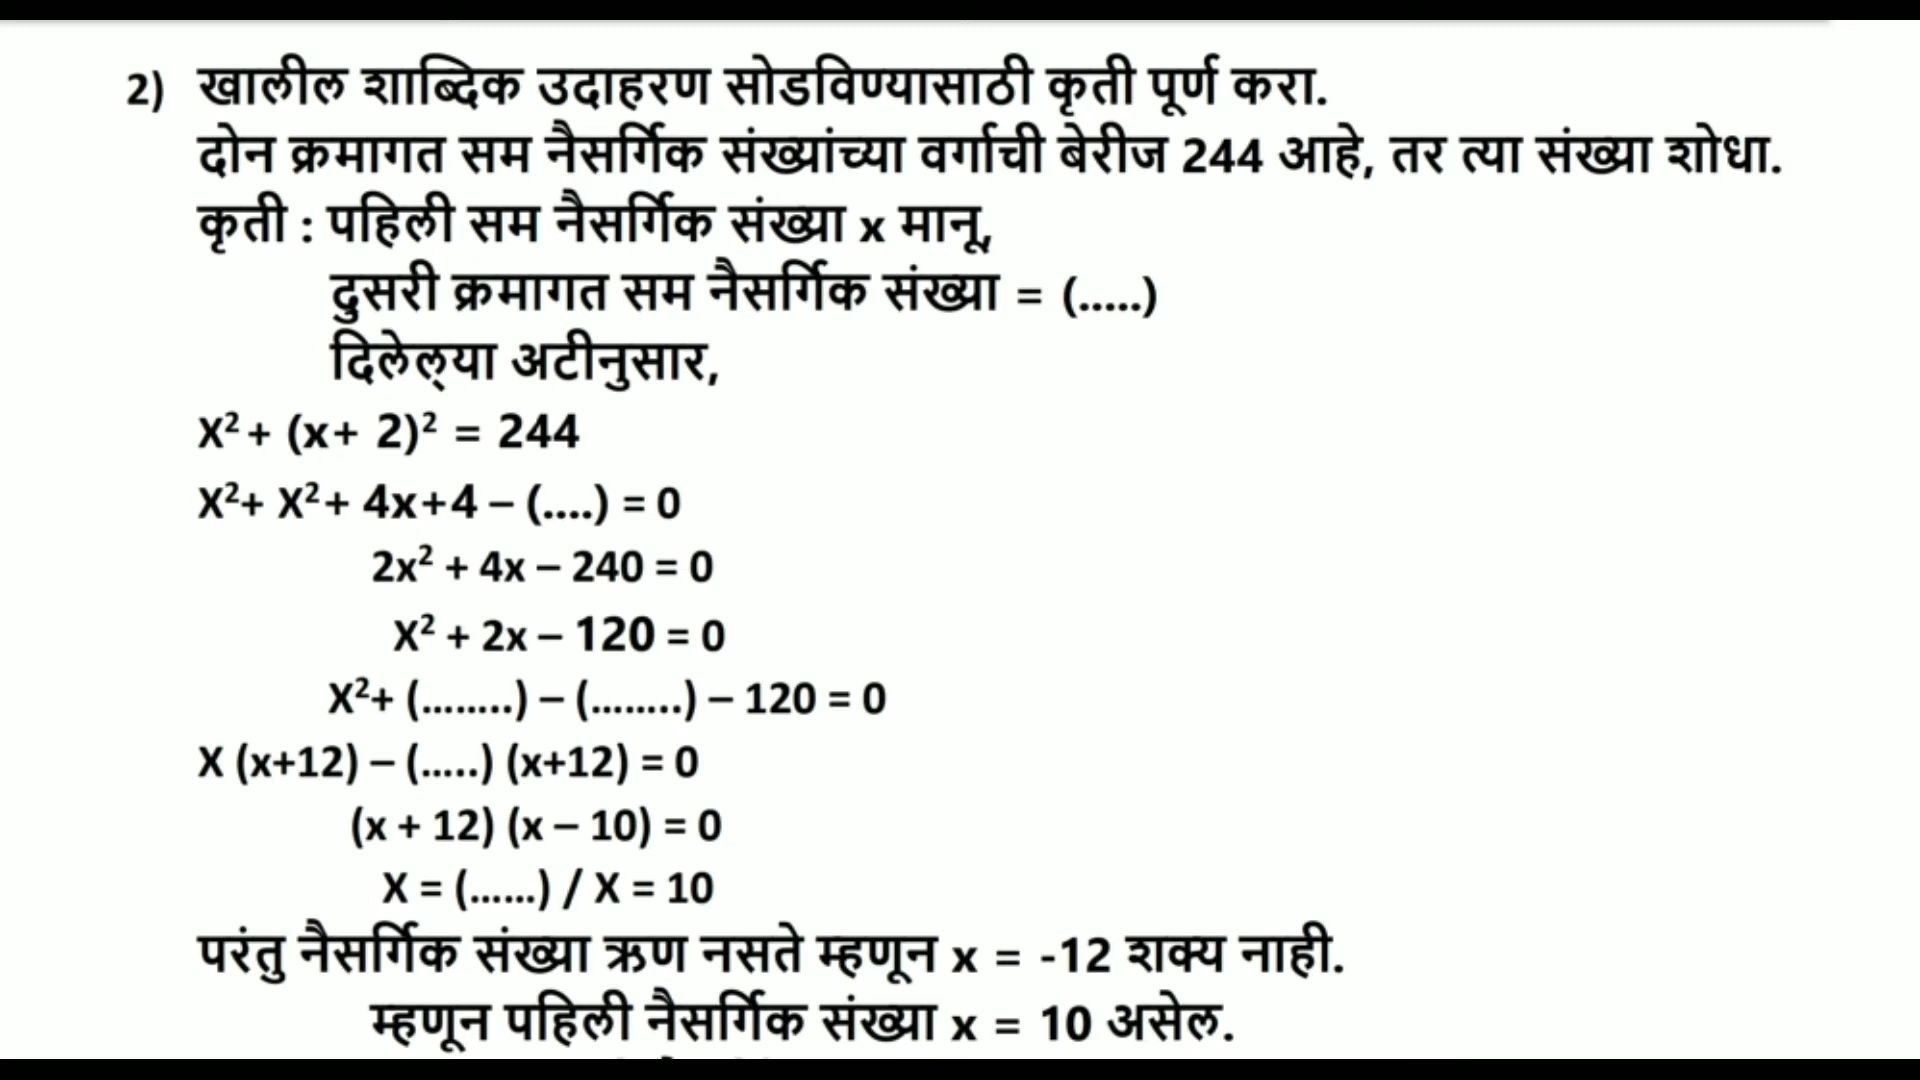 2) खालील शाब्दिक उदाहरण सोडविण्यासाठी कृती पूर्ण करा.
दोन क्रमागत सम नैसर्गिक संख्यांच्या वर्गाची बेरीज 244 आहे, तर त्या संख्या शोधा.
कृती : पहिली सम नैसर्गिक संख्या x मानू,
दुसरी क्रमागत सम नैसर्गिक संख्या = (.....)
दिलेल्या अटीनुसार,
X² + (x+ 2)² = 244
X²+ X²+ 4x+4 – (....) = 0
2x² + 4x – 240 = 0
X² + 2x – 120 = 0
X²+ (........) – (........) – 120 = 0
X (x+12) – (.....) (x+12) = 0
(x + 12) (x – 10) = 0
X = (......) / X = 10
परंतु नैसर्गिक संख्या ऋण नसते म्हणून x = -12 शक्य नाही.
म्हणून पहिली नैसर्गिक संख्या x = 10 असेल.